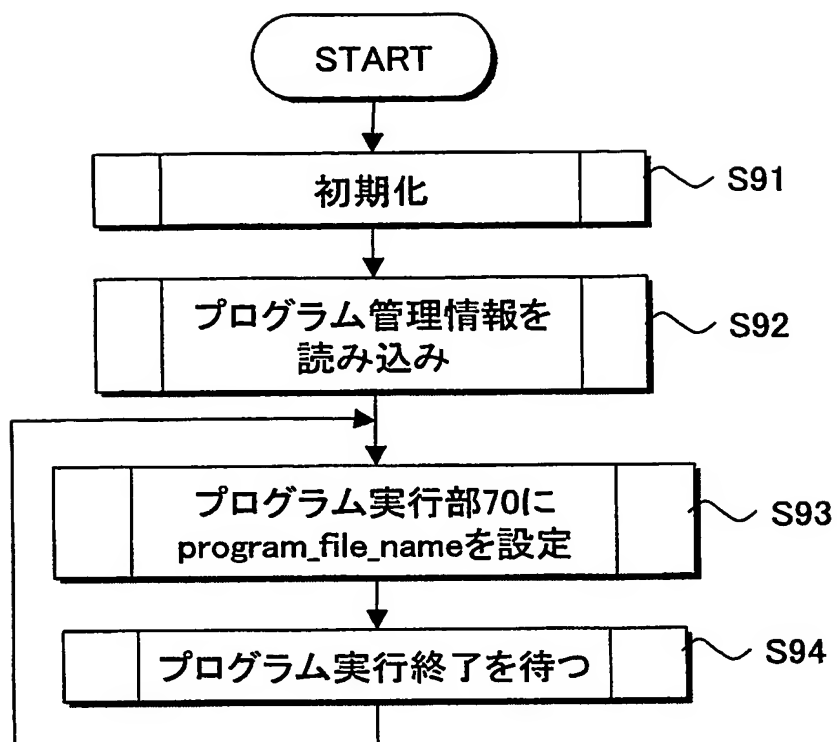 START
初期化
S91
プログラム管理情報を
読み込み
S92
プログラム実行部70に
program_file_nameを設定
S93
プログラム実行終了を待つ
S94